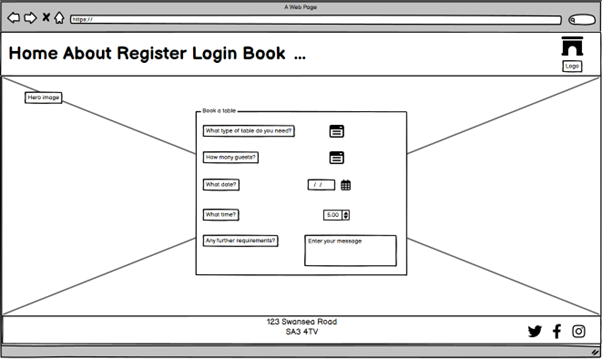 A Web Page
https://
Home About Register Login Book ...
Logo
Hero image
Book a table
What type of table do you need?
How many guests?
What date?
/ /
What time?
5.00
Any further requirements?
Enter your message
123 Swansea Road
SA3 4TV